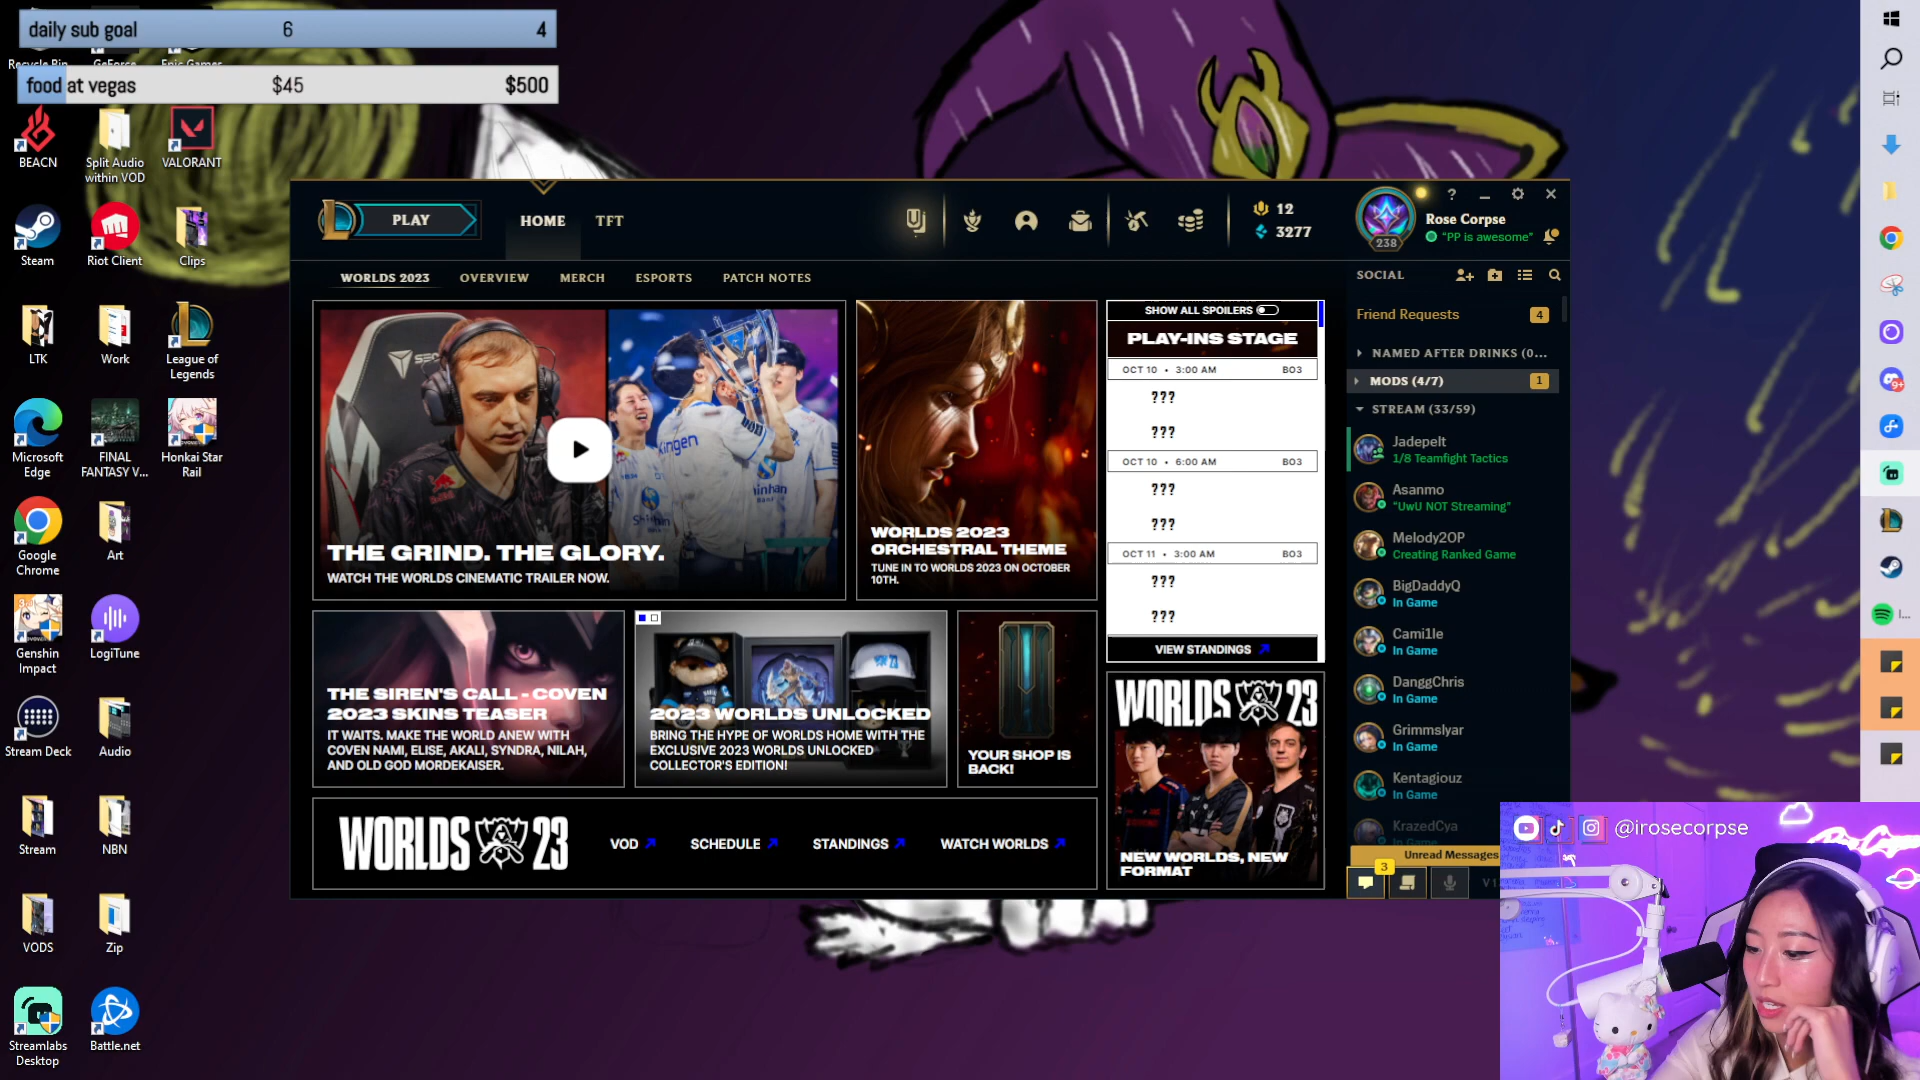 daily sub goal 6 4
food at vegas $45 $500
Recycle Bin GeForce Epic Games
BEACN
Split Audio within VOD
VALORANT
Steam
Riot Client
Clips
LTK
Work
League of Legends
Microsoft Edge
FINAL FANTASY V...
Honkai Star Rail
Google Chrome
Art
Genshin Impact
LogiTune
Stream Deck
Audio
Stream
NBN
VODS
Zip
Streamlabs Desktop
Battle.net
PLAY
HOME
TFT
12
3277
238
Rose Corpse
"PP is awesome"
WORLDS 2023
OVERVIEW
MERCH
ESPORTS
PATCH NOTES
THE GRIND. THE GLORY.
WATCH THE WORLDS CINEMATIC TRAILER NOW.
WORLDS 2023
ORCHESTRAL THEME
TUNE IN TO WORLDS 2023 ON OCTOBER
10TH.
SHOW ALL SPOILERS
PLAY-INS STAGE
OCT 10 • 3:00 AM BO3
???
???
OCT 10 • 6:00 AM BO3
???
???
OCT 11 • 3:00 AM BO3
???
???
VIEW STANDINGS
THE SIREN'S CALL - COVEN
2023 SKINS TEASER
IT WAITS. MAKE THE WORLD ANEW WITH
COVEN NAMI, ELISE, AKALI, SYNDRA, NILAH,
AND OLD GOD MORDEKAISER.
2023 WORLDS UNLOCKED
BRING THE HYPE OF WORLDS HOME WITH THE
EXCLUSIVE 2023 WORLDS UNLOCKED
COLLECTOR'S EDITION!
YOUR SHOP IS
BACK!
WORLDS 23
NEW WORLDS, NEW
FORMAT
WORLDS 23
VOD
SCHEDULE
STANDINGS
WATCH WORLDS
SOCIAL
Friend Requests 4
NAMED AFTER DRINKS (0...
MODS (4/7) 1
STREAM (33/59)
Jadepelt
1/8 Teamfight Tactics
Asanmo
"UwU NOT Streaming"
Melody2OP
Creating Ranked Game
BigDaddyQ
In Game
Cami1le
In Game
DanggChris
In Game
Grimmslyar
In Game
Kentagiouz
In Game
KrazedCya
In Game
Unread Messages
3
V1
9+
@irosecorpse